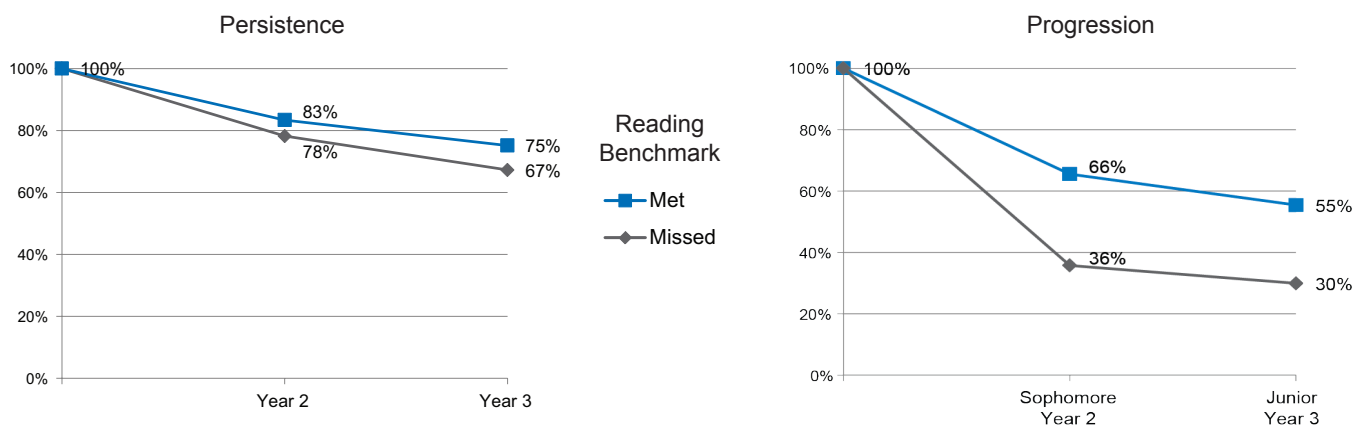 Persistence
100%
80%
60%
40%
20%
0%
100%
83%
78%
75%
67%
Year 2
Year 3
Reading
Benchmark
Met
Missed
Progression
100%
80%
60%
40%
20%
0%
100%
66%
36%
55%
30%
Sophomore
Year 2
Junior
Year 3